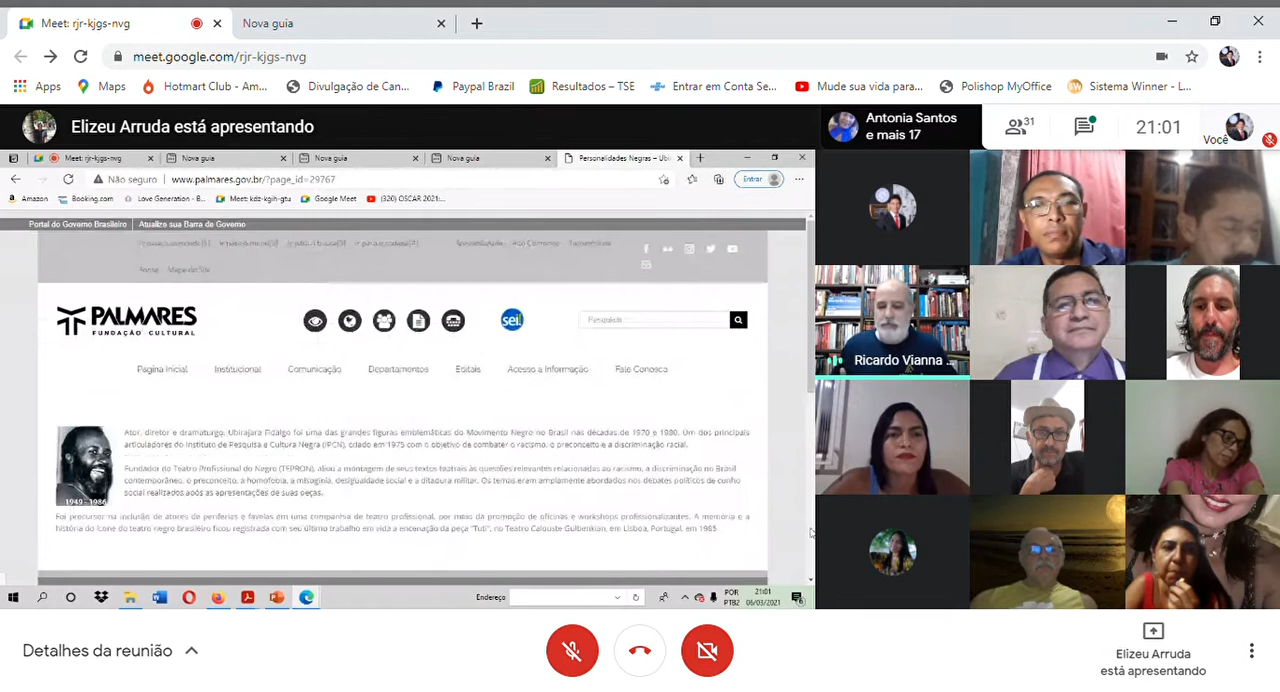 Meet: rjr-kjgs-nvg
Nova guia
meet.google.com/rjr-kjgs-nvg
Apps
Maps
Hotmart Club - Am...
Divulgação de Can...
Paypal Brazil
Resultados – TSE
Entrar em Conta Se...
Mude sua vida para...
Polishop MyOffice
Sistema Winner - L...
Elizeu Arruda está apresentando
Antonia Santos
e mais 17
31
21:01
Você
Meet: rjr-kjgs-nvg
Nova guia
Nova guia
Nova guia
Personalidades Negras – Ubi
Não seguro
www.palmares.gov.br/?page_id=29767
Entrar
Amazon
Booking.com
Love Generation - B...
Meet: kdz-kgih-gtu
Google Meet
(320) OSCAR 2021:...
Portal do Governo Brasileiro
Atualize sua Barra de Governo
Home
Mapa do Site
PALMARES
FUNDAÇÃO CULTURAL
sei!
Pesquisar
Página Inicial
Institucional
Comunicação
Departamentos
Editais
Acesso a Informação
Fale Conosco
Ator, diretor e dramaturgo, Ubirajara Fidalgo foi uma das grandes figuras emblemáticas do Movimento Negro no Brasil nas décadas de 1970 e 1980. Um dos principais
articuladores do Instituto de Pesquisa e Cultura Negra (IPCN), criado em 1975 com o objetivo de combater o racismo, o preconceito e a discriminação racial.
Fundador do Teatro Profissional do Negro (TEPRON), aliou a montagem de seus textos teatrais às questões relevantes relacionadas ao racismo, a discriminação no Brasil
contemporâneo, o preconceito, a homofobia, a misoginia, desigualdade social e a ditadura militar. Os temas eram amplamente abordados nos debates políticos de cunho
social realizados após as apresentações de suas peças.
1949 - 1986
Foi precursor na inclusão de atores de periferias e favelas em uma companhia de teatro profissional, por meio da promoção de oficinas e workshops profissionalizantes. A memória e a
história do ícone do teatro negro brasileiro ficou registrada com seu último trabalho em vida a encenação da peça "Tuti", no Teatro Calouste Gulbenkian, em Lisboa, Portugal, em 1985
Ricardo Vianna ...
Endereço
POR
PTB2
21:01
06/03/2021
Detalhes da reunião
Elizeu Arruda
está apresentando